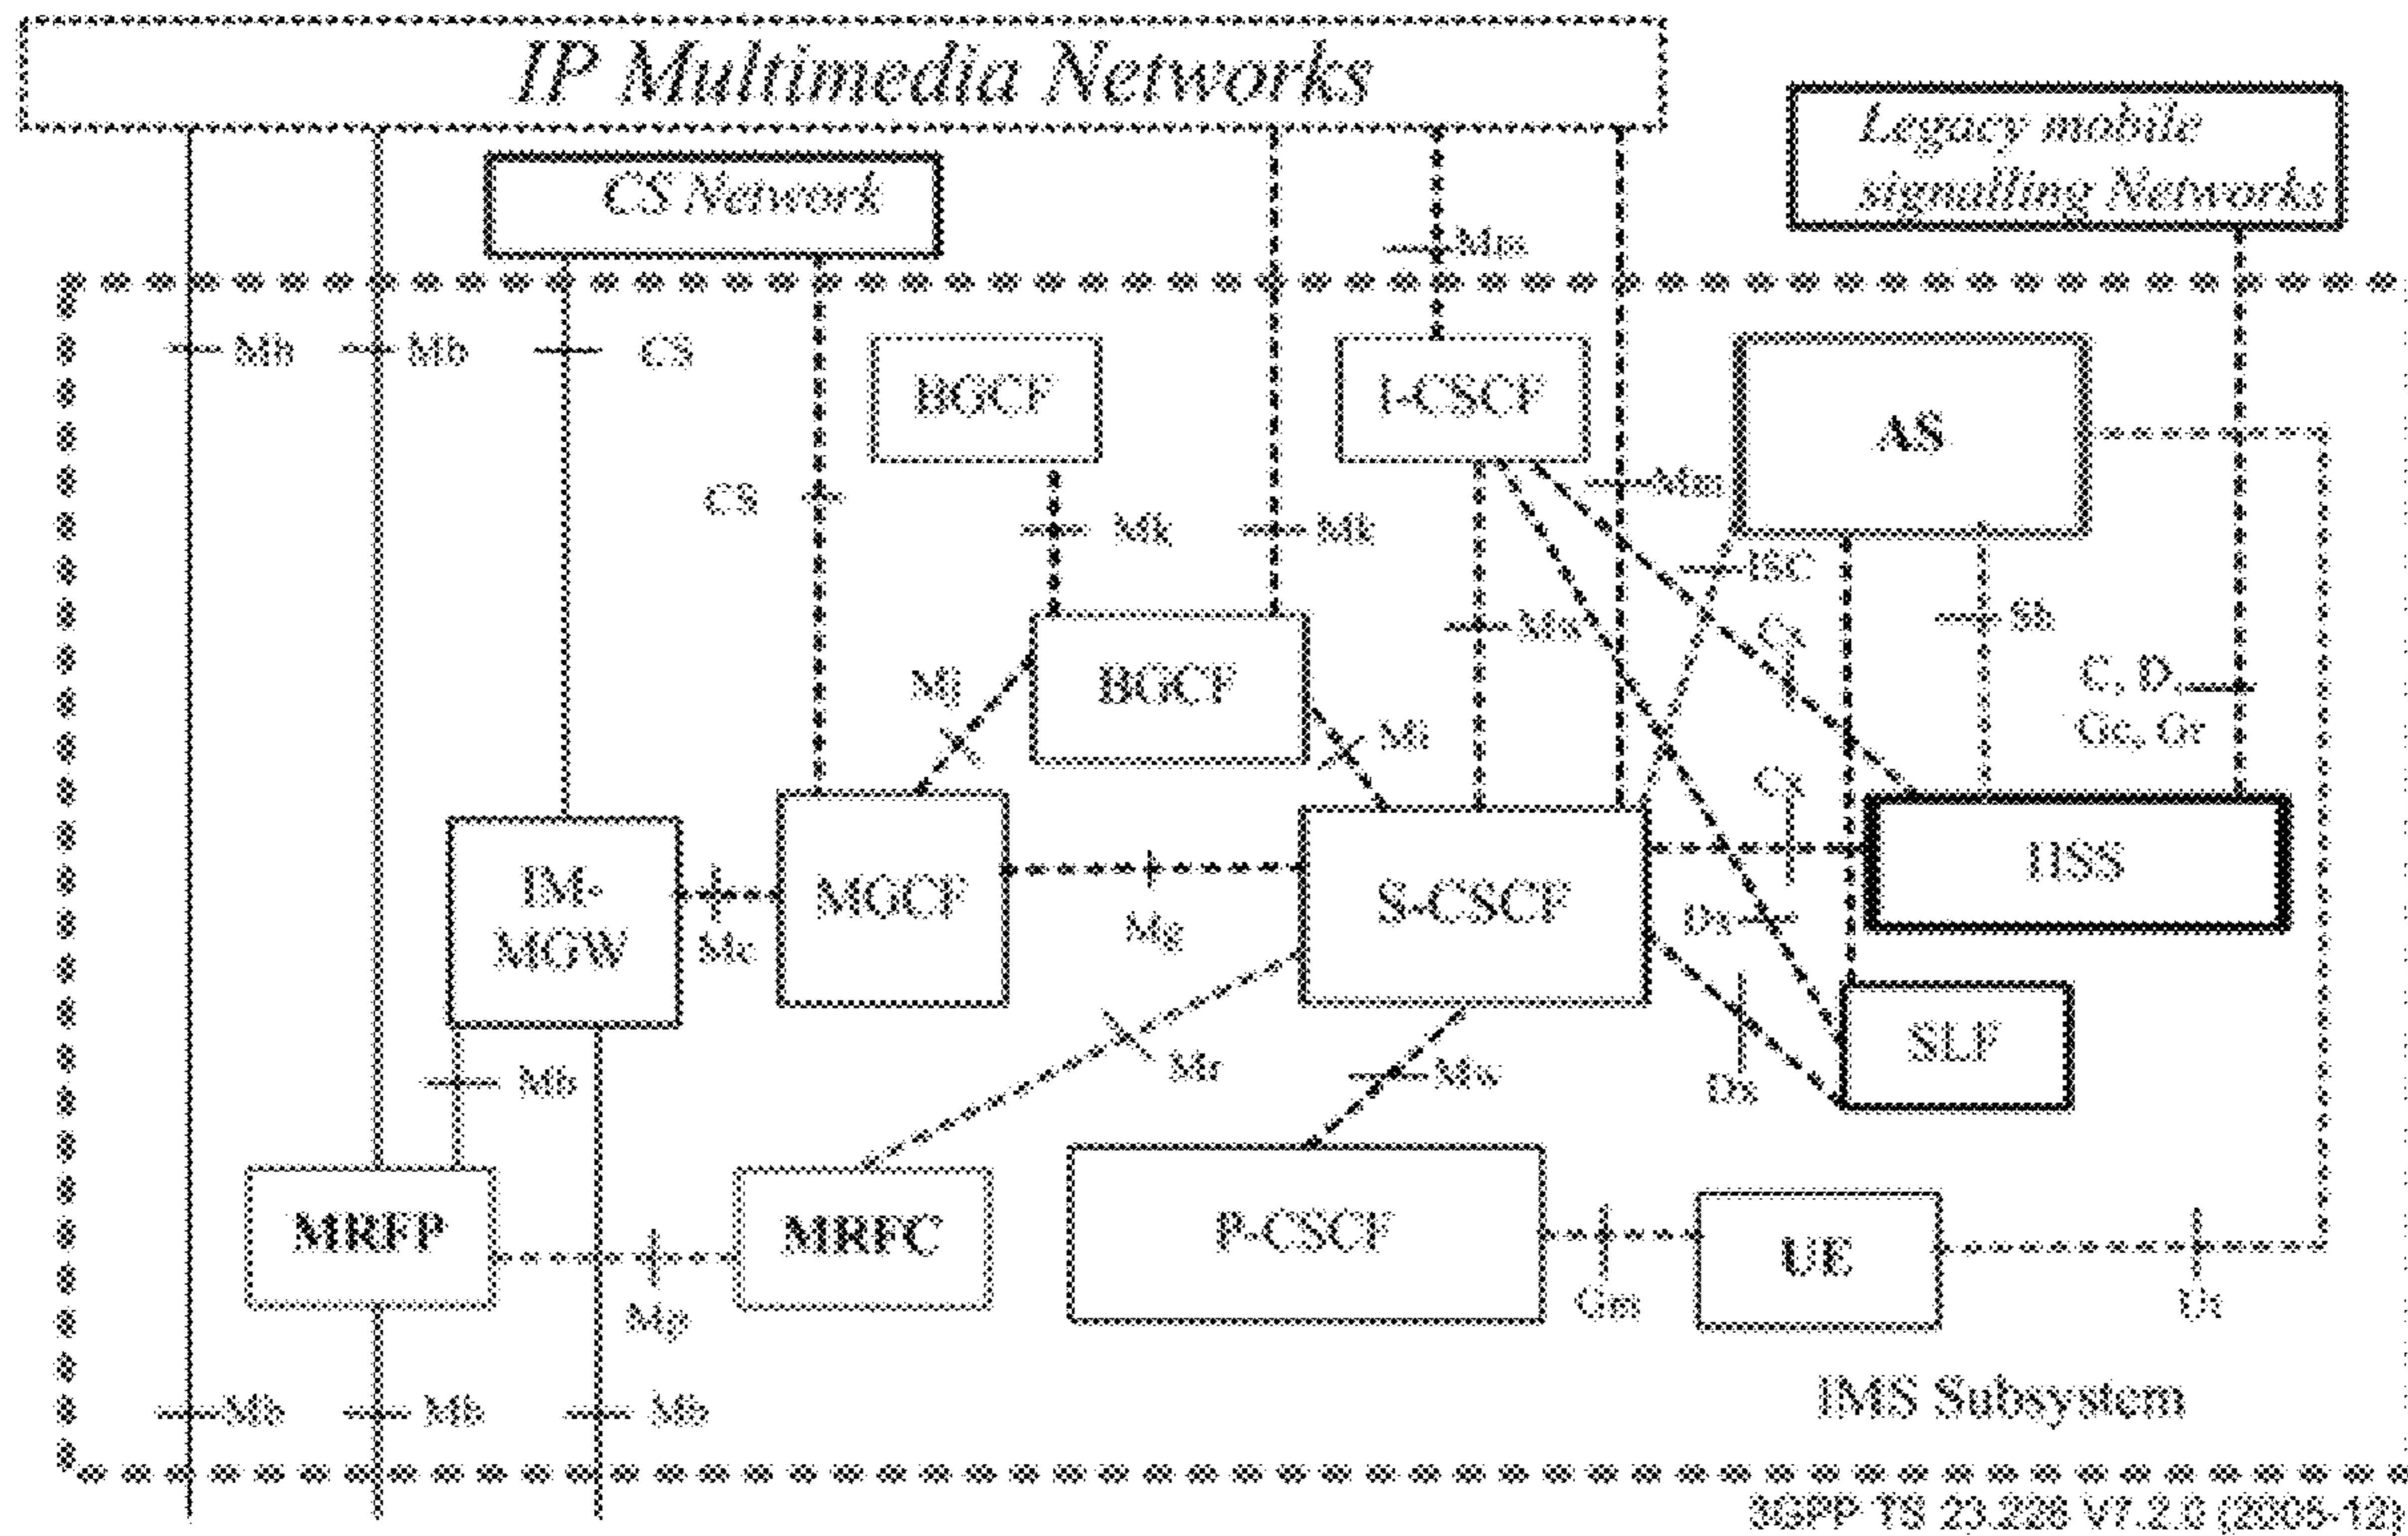 IP Multimedia Networks
Legacy mobile
signalling Networks
CS Network
Mm
Mb
Mb
CS
BGCF
I-CSCF
AS
CS
Mk
Mk
Mm
ISC
Mw
Cx
Sh
C, D,
Gc, Gr
Mj
BGCF
Mi
Cx
IM-
MGW
Mc
MGCF
Mg
S-CSCF
HSS
Dx
SLF
Mb
Mr
Mw
Dx
MRFP
Mp
MRFC
P-CSCF
Gm
UE
Ut
IMS Subsystem
Mb
Mb
Mb
3GPP TS 23.228 V7.2.0 (2005-12)